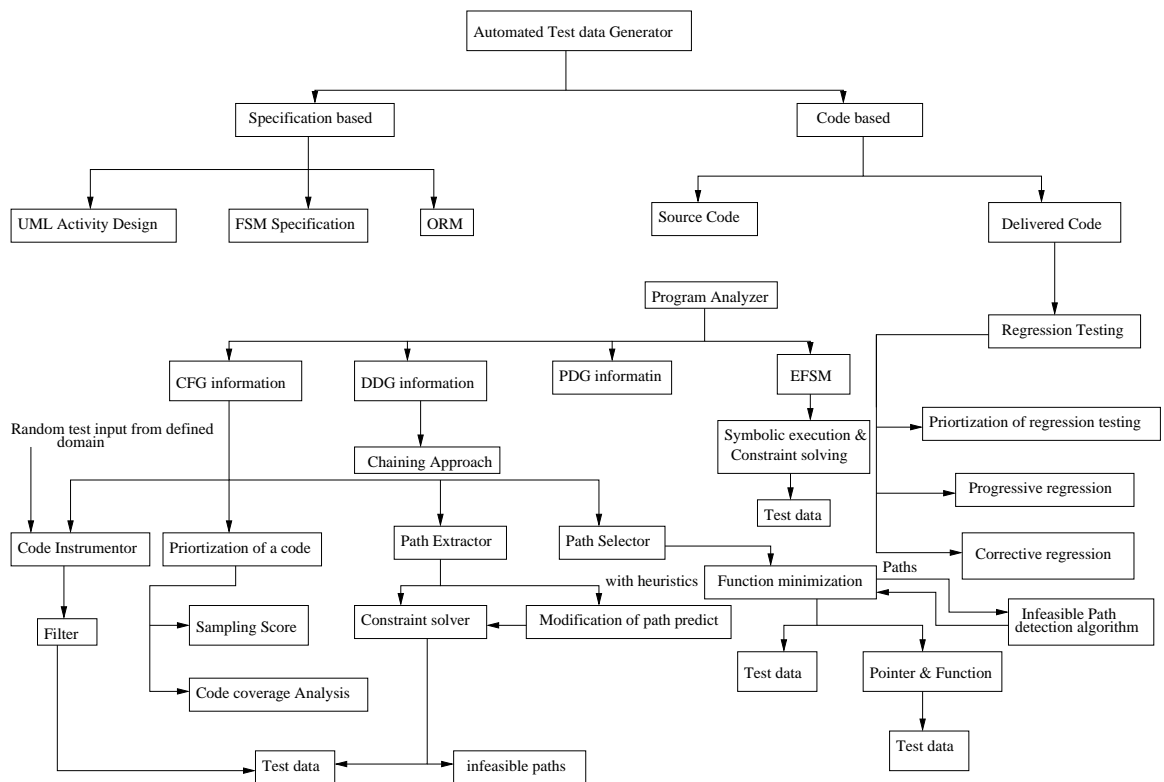 Automated Test data Generator
Specification based
Code based
UML Activity Design
FSM Specification
ORM
Source Code
Delivered Code
Program Analyzer
Regression Testing
CFG information
DDG information
PDG informatin
EFSM
Random test input from defined
domain
Priortization of regression testing
Symbolic execution &
Constraint solving
Chaining Approach
Progressive regression
Test data
Code Instrumentor
Priortization of a code
Path Extractor
Path Selector
Corrective regression
with heuristics
Function minimization
Paths
Filter
Sampling Score
Constraint solver
Modification of path predict
Infeasible Path
detection algorithm
Test data
Pointer & Function
Code coverage Analysis
Test data
infeasible paths
Test data